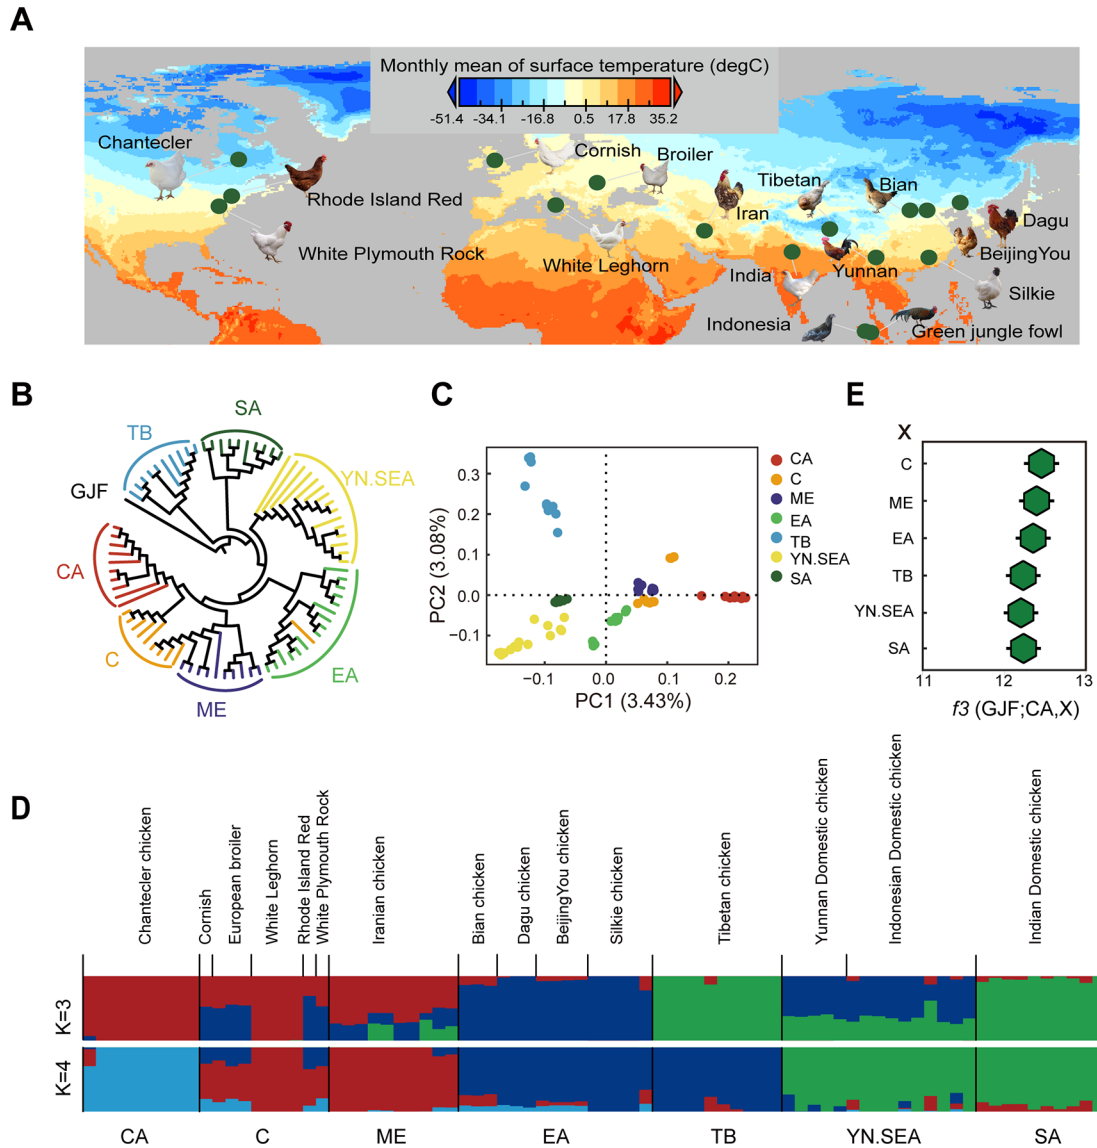 A
Monthly mean of surface temperature (degC)
-51.4 -34.1 -16.8 0.5 17.8 35.2
Chantecler
Rhode Island Red
White Plymouth Rock
Cornish
Broiler
White Leghorn
Iran
Tibetan
Bian
Dagu
BeijingYou
India
Yunnan
Silkie
Indonesia
Green jungle fowl
B
SA
TB
YN.SEA
GJF
CA
C
ME
EA
C
0.3
0.2
0.1
0.0
−0.1
PC2 (3.08%)
−0.1 0.0 0.1 0.2
PC1 (3.43%)
CA
C
ME
EA
TB
YN.SEA
SA
E
X
C
ME
EA
TB
YN.SEA
SA
11 12 13
f3 (GJF;CA,X)
D
Chantecler chicken
Cornish
European broiler
White Leghorn
Rhode Island Red
White Plymouth Rock
Iranian chicken
Bian chicken
Dagu chicken
BeijingYou chicken
Silkie chicken
Tibetan chicken
Yunnan Domestic chicken
Indonesian Domestic chicken
Indian Domestic chicken
K=3
K=4
CA C ME EA TB YN.SEA SA